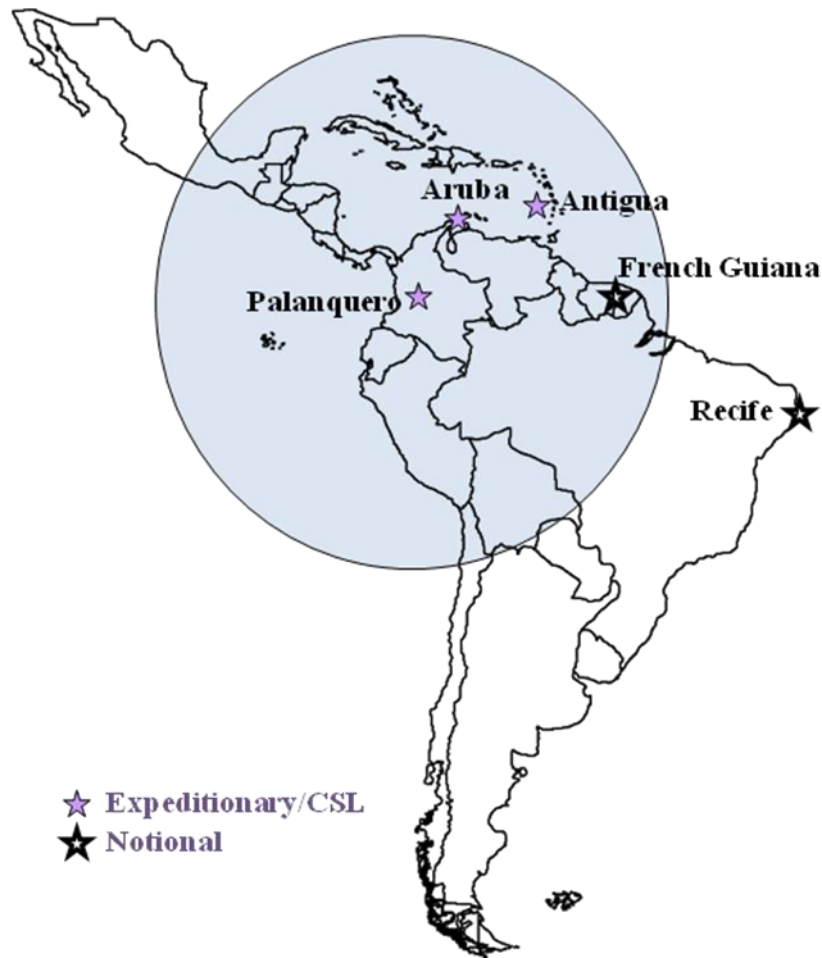 Aruba
Antigua
French Guiana
Palanquero
Recife
Expeditionary/CSL
Notional